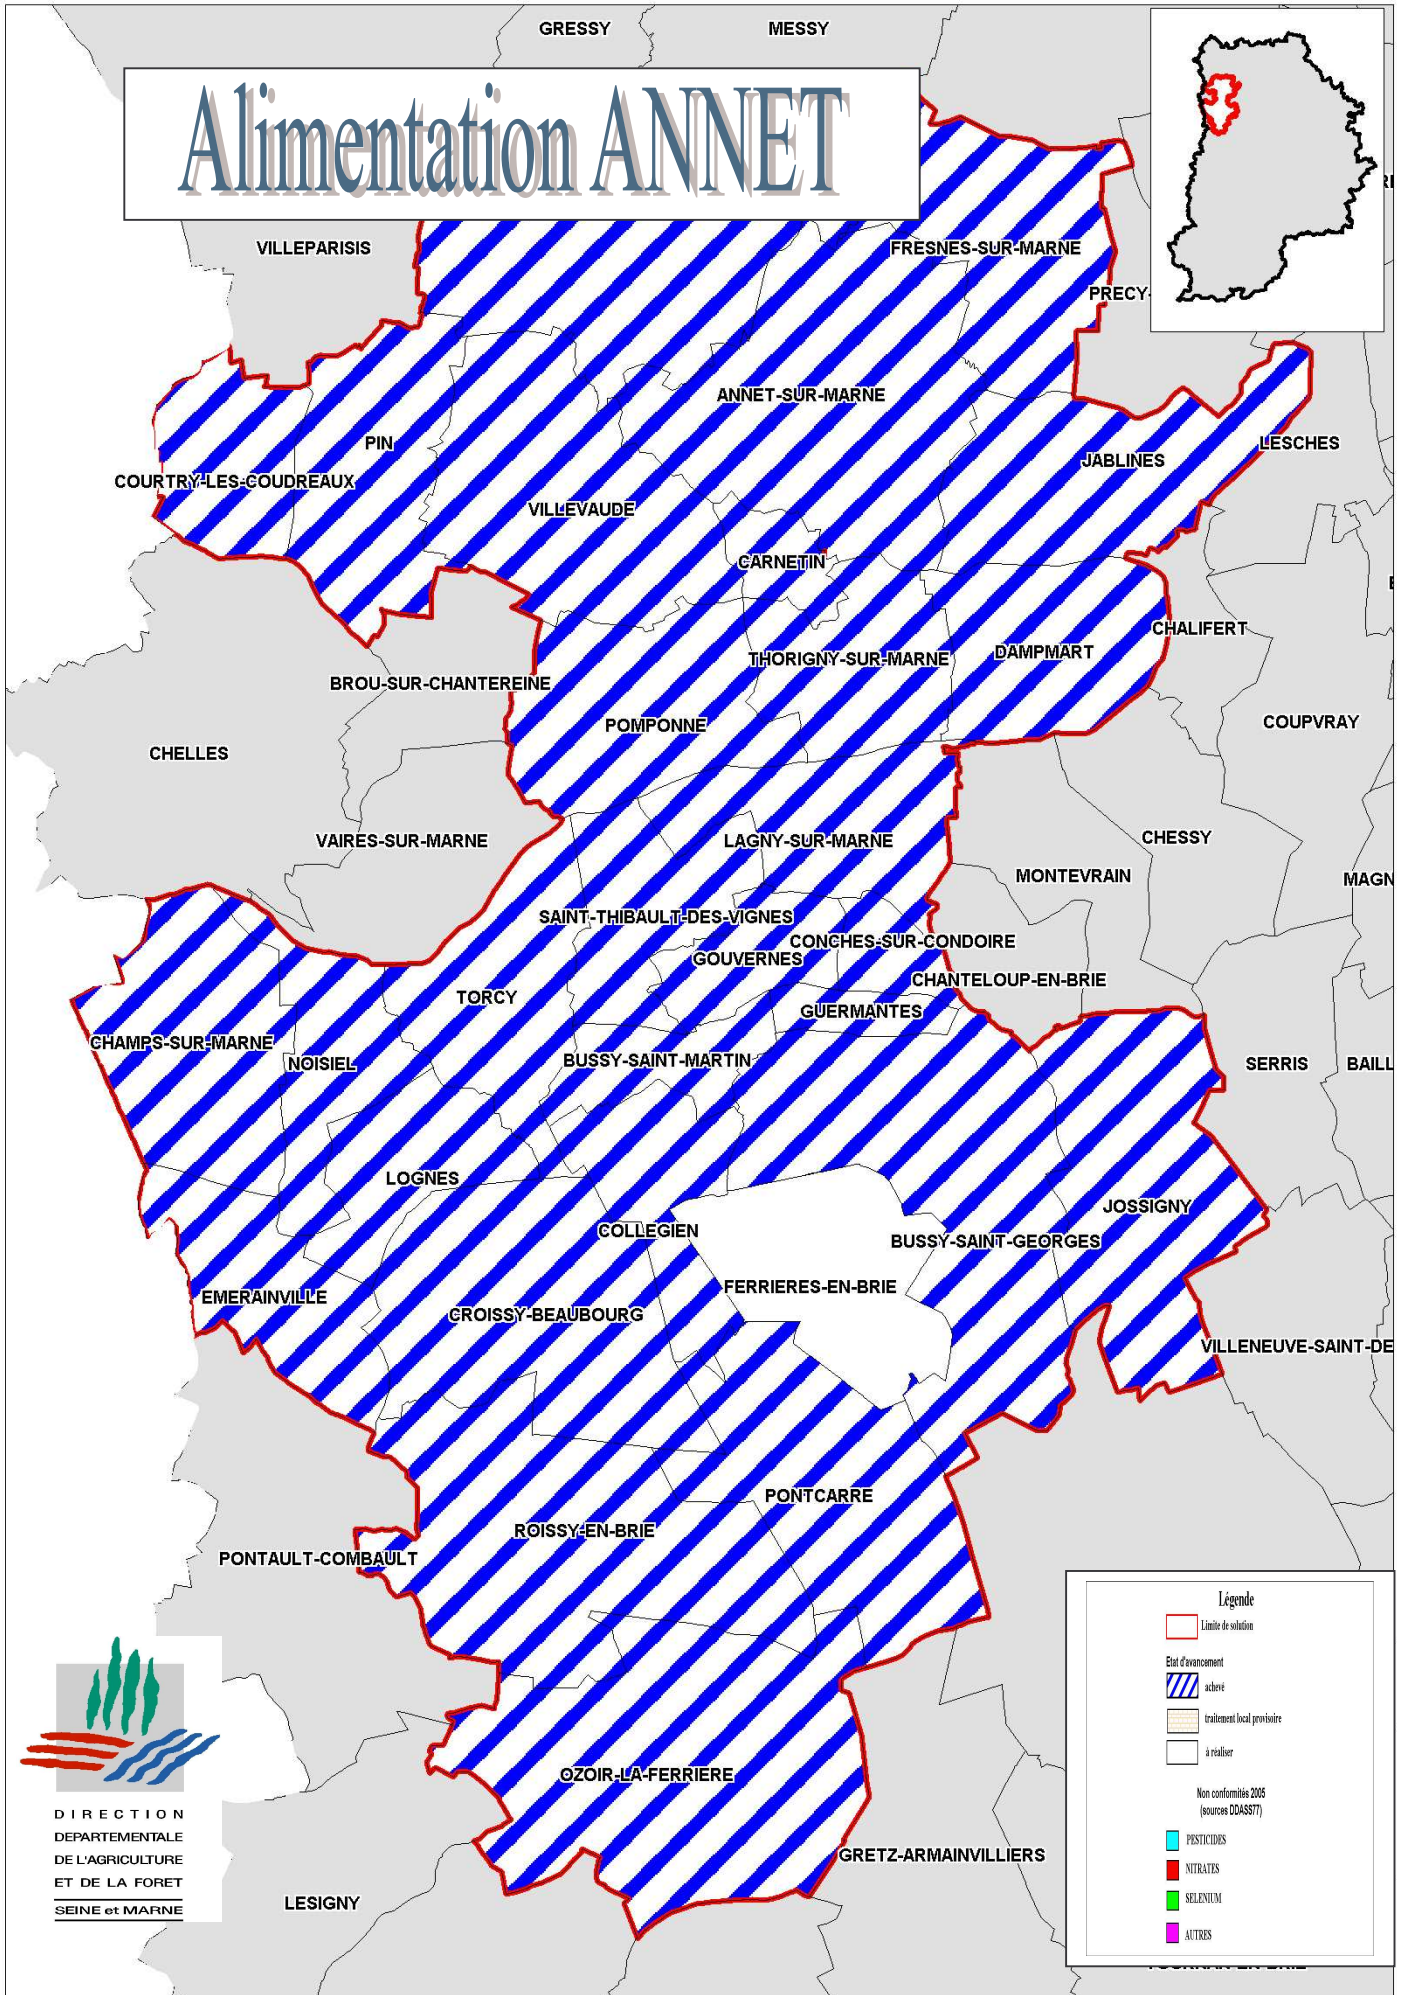 GRESSY
MESSY
Alimentation ANNET
VILLEPARISIS
FRESNES-SUR-MARNE
PRECY-
ANNET-SUR-MARNE
PIN
LESCHES
JABLINES
COURTRY-LES-COUDREAUX
VILLEVAUDE
CARNETIN
CHALIFERT
DAMPMART
THORIGNY-SUR-MARNE
BROU-SUR-CHANTEREINE
POMPONNE
COUPVRAY
CHELLES
CHESSY
VAIRES-SUR-MARNE
LAGNY-SUR-MARNE
MONTEVRAIN
MAGN
SAINT-THIBAULT-DES-VIGNES
CONCHES-SUR-CONDOIRE
GOUVERNES
CHANTELOUP-EN-BRIE
TORCY
GUERMANTES
CHAMPS-SUR-MARNE
NOISIEL
BUSSY-SAINT-MARTIN
SERRIS
BAILL
LOGNES
JOSSIGNY
COLLEGIEN
BUSSY-SAINT-GEORGES
FERRIERES-EN-BRIE
EMERAINVILLE
CROISSY-BEAUBOURG
VILLENEUVE-SAINT-DE
PONTCARRE
ROISSY-EN-BRIE
PONTAULT-COMBAULT
OZOIR-LA-FERRIERE
GRETZ-ARMAINVILLIERS
LESIGNY
DIRECTION
DEPARTEMENTALE
DE L'AGRICULTURE
ET DE LA FORET
SEINE et MARNE
Légende
Limite de solution
Etat d'avancement
achevé
traitement local provisoire
à réaliser
Non conformités 2005
(sources DDASS77)
PESTICIDES
NITRATES
SELENIUM
AUTRES